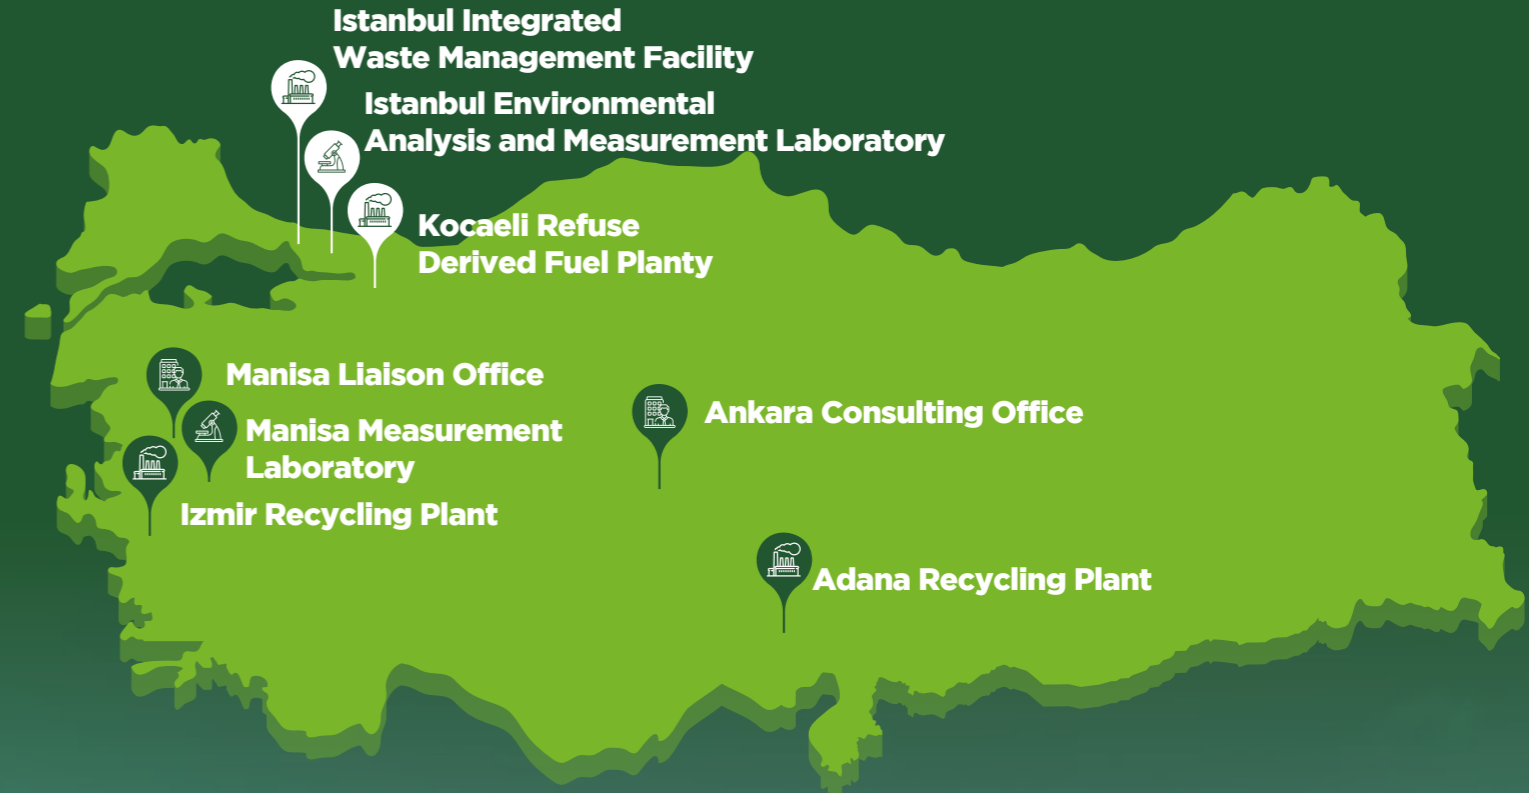 Istanbul Integrated
Waste Management Facility
Istanbul Environmental
Analysis and Measurement Laboratory
Kocaeli Refuse
Derived Fuel Planty
Manisa Liaison Office
Manisa Measurement
Laboratory
Izmir Recycling Plant
Ankara Consulting Office
Adana Recycling Plant